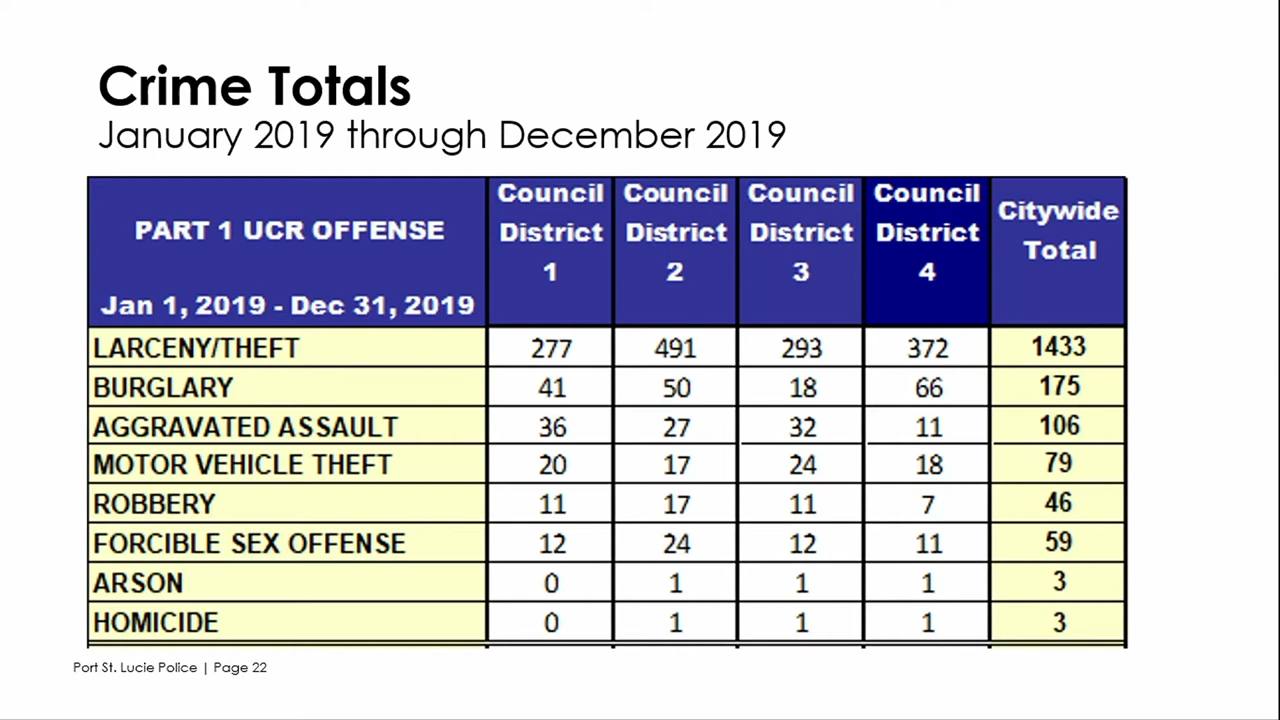 Crime Totals
January 2019 through December 2019
PART 1 UCR OFFENSE
Jan 1, 2019 - Dec 31, 2019
Council District 1
Council District 2
Council District 3
Council District 4
Citywide Total
LARCENY/THEFT 277 491 293 372 1433
BURGLARY 41 50 18 66 175
AGGRAVATED ASSAULT 36 27 32 11 106
MOTOR VEHICLE THEFT 20 17 24 18 79
ROBBERY 11 17 11 7 46
FORCIBLE SEX OFFENSE 12 24 12 11 59
ARSON 0 1 1 1 3
HOMICIDE 0 1 1 1 3
Port St. Lucie Police | Page 22